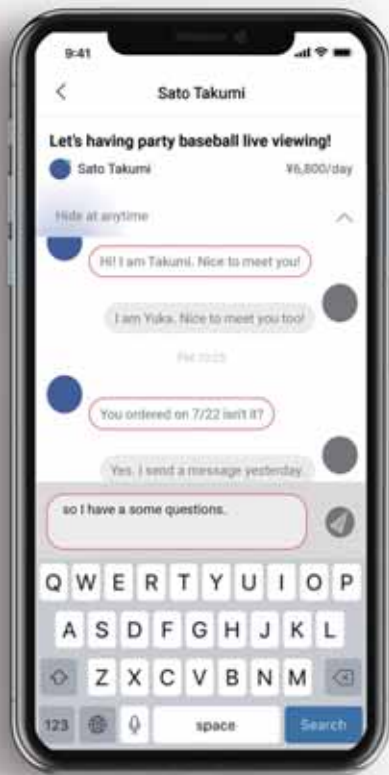 9:41
Sato Takumi
Let's having party baseball live viewing!
Sato Takumi ¥6,800/day
Hide at anytime
Hi! I am Takumi. Nice to meet you!
I am Yuka. Nice to meet you too!
You ordered on 7/22 isn't it?
Yes. I send a message yesterday.
so I have a some questions.
Q W E R T Y U I O P
A S D F G H J K L
Z X C V B N M
123 space Search